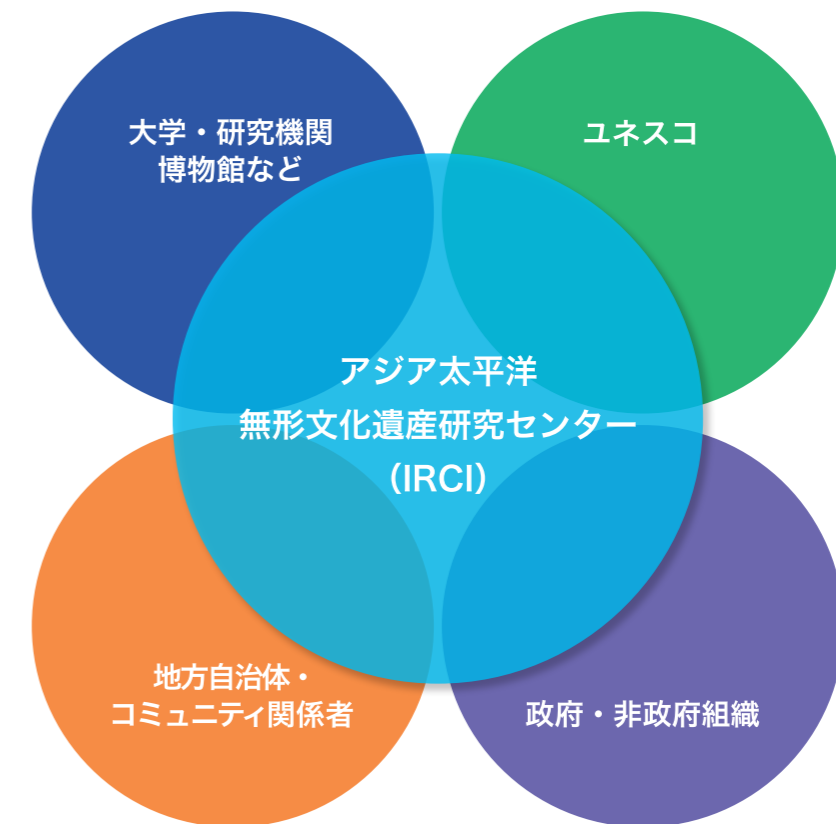 大学・研究機関
博物館など
ユネスコ
アジア太平洋
無形文化遺産研究センター
（IRCI）
地方自治体・
コミュニティ関係者
政府・非政府組織